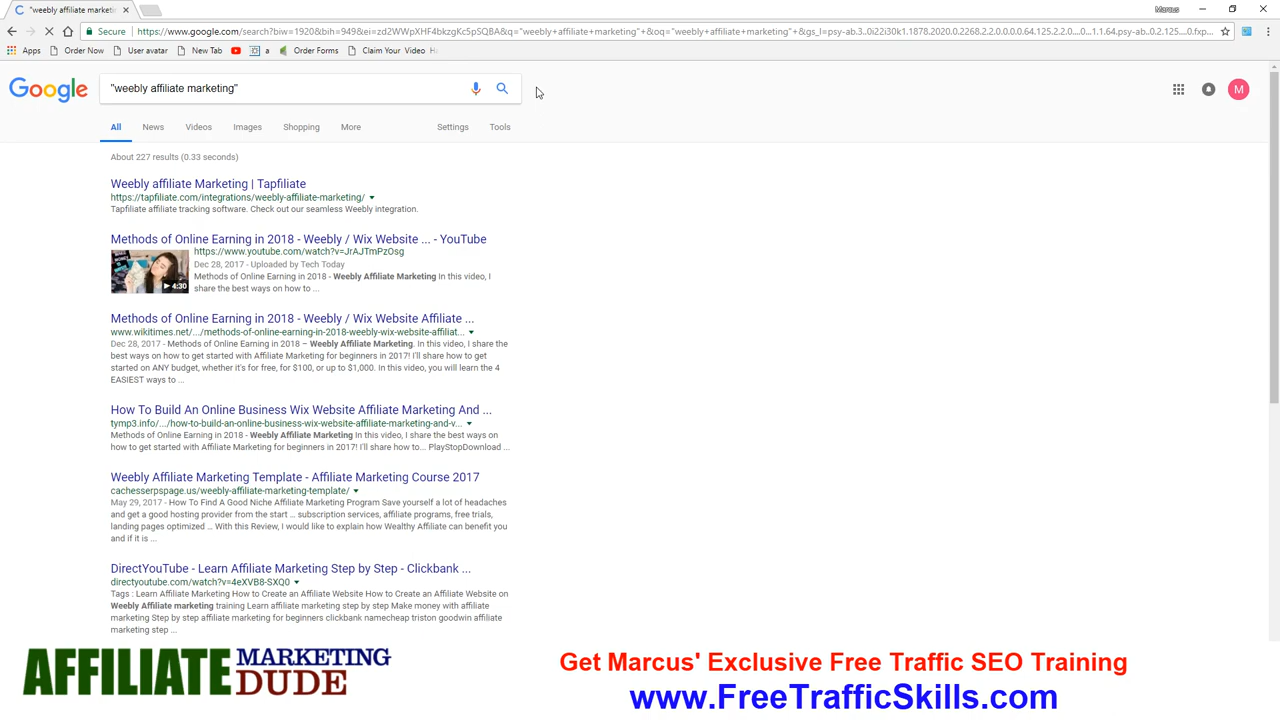 "weebly affiliate marketin
Marcus
Secure
https://www.google.com/search?biw=1920&bih=949&ei=zd2WWpXHF4bkzgKc5pSQBA&q="weebly+affiliate+marketing"+&oq="weebly+affiliate+marketing"+&gs_l=psy-ab.3...0i22i30k1.1878.2020.0.2268.2.2.0.0.0.0.64.125.2.2.0....0...1.1.64.psy-ab..0.2.125....0.fxp...
Apps
Order Now
User avatar
New Tab
a
Order Forms
Claim Your Video
Google
"weebly affiliate marketing"
M
All
News
Videos
Images
Shopping
More
Settings
Tools
About 227 results (0.33 seconds)
Weebly affiliate Marketing | Tapfiliate
https://tapfiliate.com/integrations/weebly-affiliate-marketing/
Tapfiliate affiliate tracking software. Check out our seamless Weebly integration.
Methods of Online Earning in 2018 - Weebly / Wix Website ... - YouTube
https://www.youtube.com/watch?v=JrAJTmPzOsg
Dec 28, 2017 - Uploaded by Tech Today
Methods of Online Earning in 2018 - Weebly Affiliate Marketing In this video, I
share the best ways on how to ...
4:30
Methods of Online Earning in 2018 - Weebly / Wix Website Affiliate ...
www.wikitimes.net/.../methods-of-online-earning-in-2018-weebly-wix-website-affiliat...
Dec 28, 2017 - Methods of Online Earning in 2018 – Weebly Affiliate Marketing. In this video, I share the
best ways on how to get started with Affiliate Marketing for beginners in 2017! I'll share how to get
started on ANY budget, whether it's for free, for $100, or up to $1,000. In this video, you will learn the 4
EASIEST ways to ...
How To Build An Online Business Wix Website Affiliate Marketing And ...
tymp3.info/.../how-to-build-an-online-business-wix-website-affiliate-marketing-and-v...
Methods of Online Earning in 2018 - Weebly Affiliate Marketing In this video, I share the best ways on
how to get started with Affiliate Marketing for beginners in 2017! I'll share how to... PlayStopDownload ...
Weebly Affiliate Marketing Template - Affiliate Marketing Course 2017
cachesserpspage.us/weebly-affiliate-marketing-template/
May 29, 2017 - How To Find A Good Niche Affiliate Marketing Program Save yourself a lot of headaches
and get a good hosting provider from the start ... subscription services, affiliate programs, free trials,
landing pages optimized ... With this Review, I would like to explain how Wealthy Affiliate can benefit you
and if it is ...
DirectYouTube - Learn Affiliate Marketing Step by Step - Clickbank ...
directyoutube.com/watch?v=4eXVB8-SXQ0
Tags : Learn Affiliate Marketing How to Create an Affiliate Website How to Create an Affiliate Website on
Weebly Affiliate marketing training Learn affiliate marketing step by step Make money with affiliate
marketing Step by step affiliate marketing for beginners clickbank namecheap triston goodwin affiliate
marketing step ...
AFFILIATE MARKETING DUDE
Get Marcus' Exclusive Free Traffic SEO Training
www.FreeTrafficSkills.com